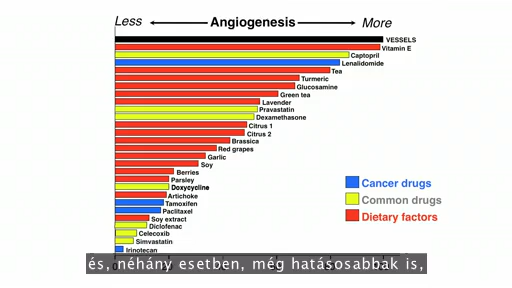 Less Angiogenesis More
VESSELS
Vitamin E
Captopril
Lenalidomide
Tea
Turmeric
Glucosamine
Green tea
Lavender
Pravastatin
Dexamethasone
Citrus 1
Citrus 2
Brassica
Red grapes
Garlic
Soy
Berries
Parsley
Doxycycline
Artichoke
Tamoxifen
Paclitaxel
Soy extract
Diclofenac
Celecoxib
Simvastatin
Irinotecan
Cancer drugs
Common drugs
Dietary factors
és, néhány esetben, még hatásosabbak is,